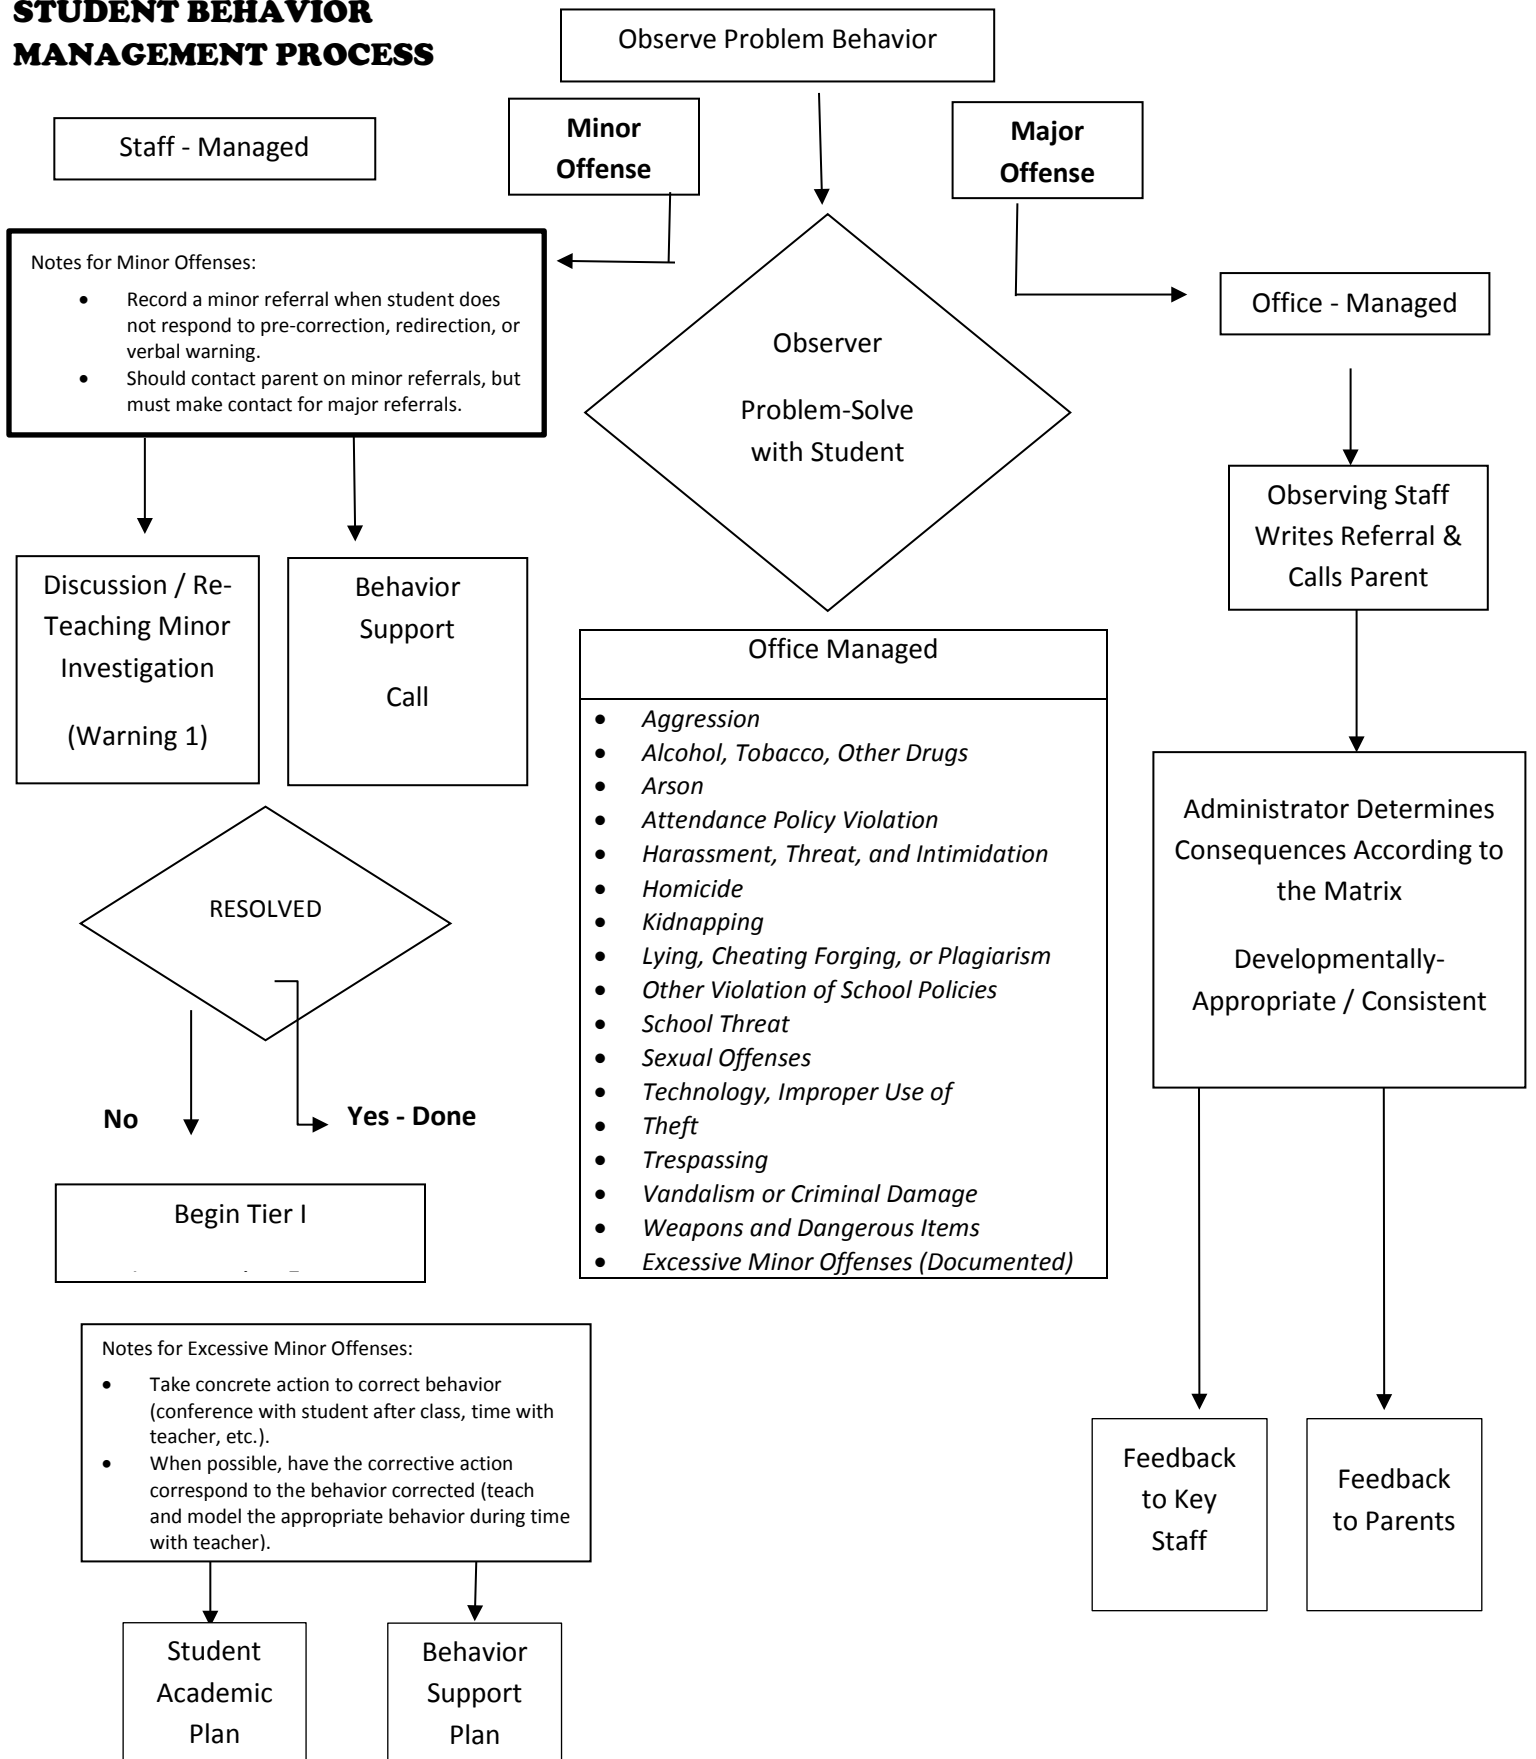 STUDENT BEHAVIOR
MANAGEMENT PROCESS
Observe Problem Behavior
Minor
Offense
Major
Offense
Staff - Managed
Notes for Minor Offenses:
• Record a minor referral when student does
not respond to pre-correction, redirection, or
verbal warning.
• Should contact parent on minor referrals, but
must make contact for major referrals.
Observer
Problem-Solve
with Student
Office - Managed
Observing Staff
Writes Referral &
Calls Parent
Discussion / Re-
Teaching Minor
Investigation
(Warning 1)
Behavior
Support
Call
Office Managed
• Aggression
• Alcohol, Tobacco, Other Drugs
• Arson
• Attendance Policy Violation
• Harassment, Threat, and Intimidation
• Homicide
• Kidnapping
• Lying, Cheating Forging, or Plagiarism
• Other Violation of School Policies
• School Threat
• Sexual Offenses
• Technology, Improper Use of
• Theft
• Trespassing
• Vandalism or Criminal Damage
• Weapons and Dangerous Items
• Excessive Minor Offenses (Documented)
Administrator Determines
Consequences According to
the Matrix
Developmentally-
Appropriate / Consistent
RESOLVED
No
Yes - Done
Begin Tier I
Notes for Excessive Minor Offenses:
• Take concrete action to correct behavior
(conference with student after class, time with
teacher, etc.).
• When possible, have the corrective action
correspond to the behavior corrected (teach
and model the appropriate behavior during time
with teacher).
Feedback
to Key
Staff
Feedback
to Parents
Student
Academic
Plan
Behavior
Support
Plan